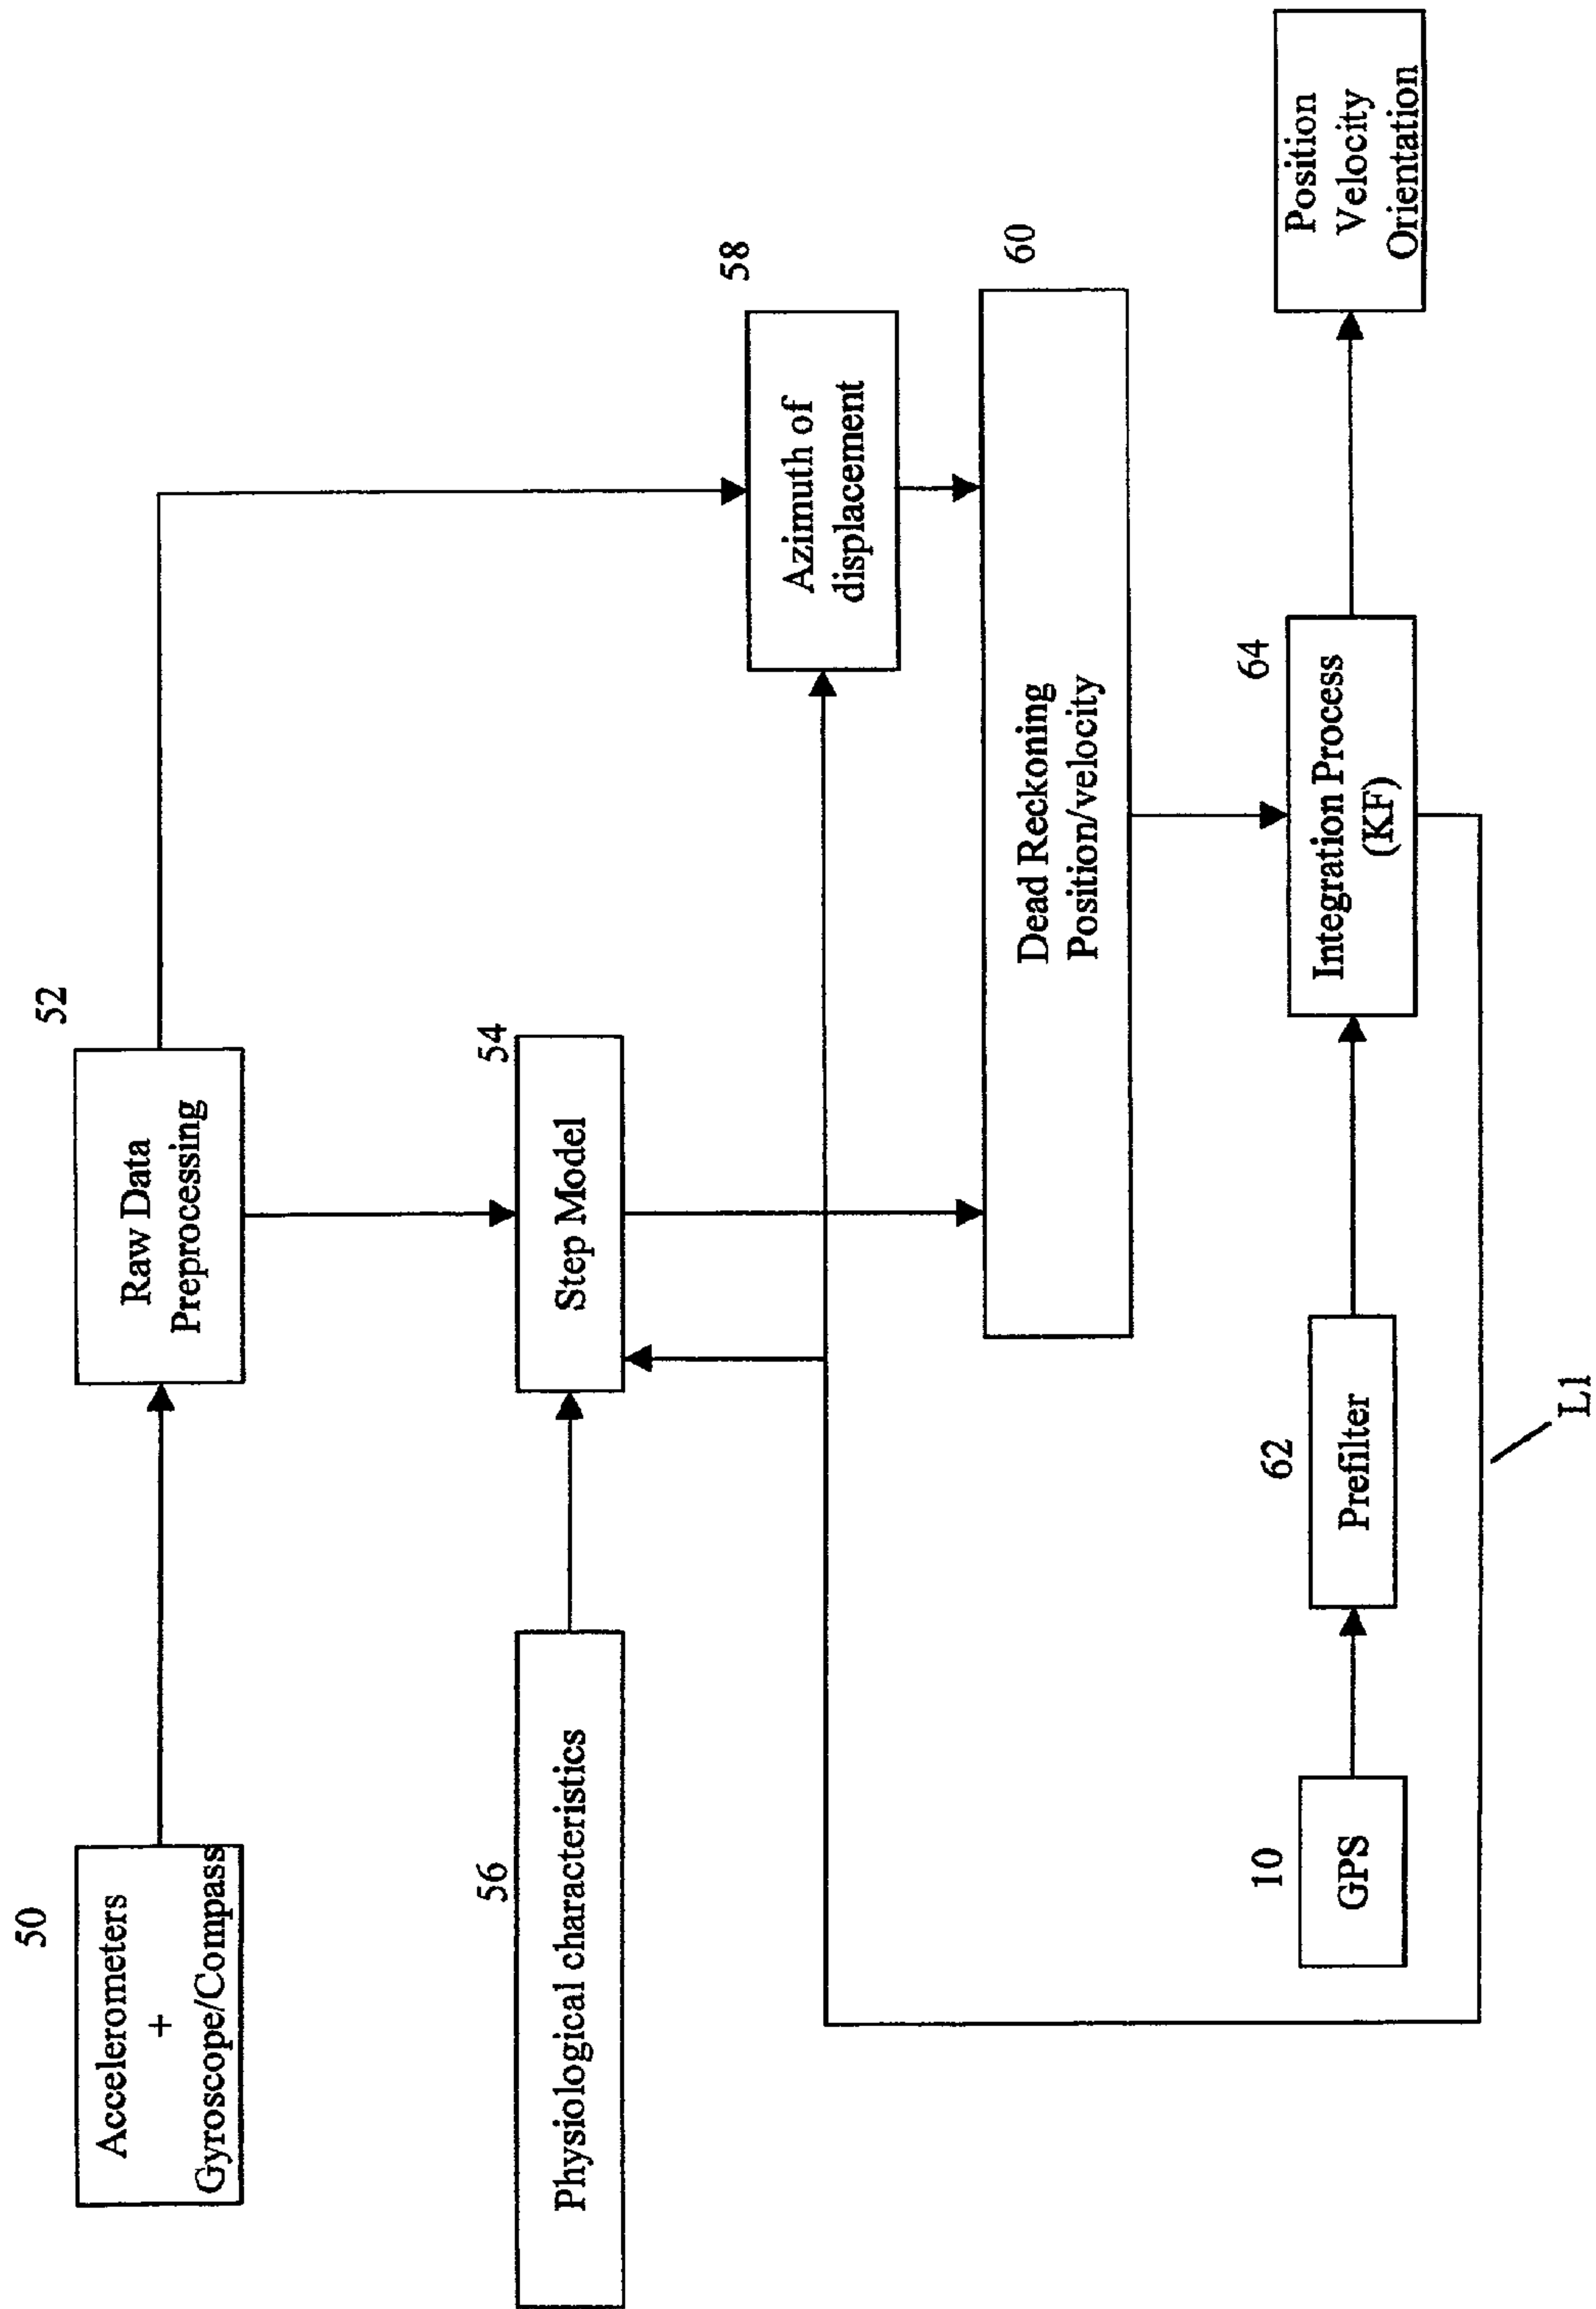 50
Accelerometers
+
Gyroscope/Compass
52
Raw Data
Preprocessing
56
Physiological characteristics
54
Step Model
58
Azimuth of
displacement
60
Dead Reckoning
Position/velocity
10
GPS
62
Prefilter
64
Integration Process
(KF)
Position
Velocity
Orientation
L1